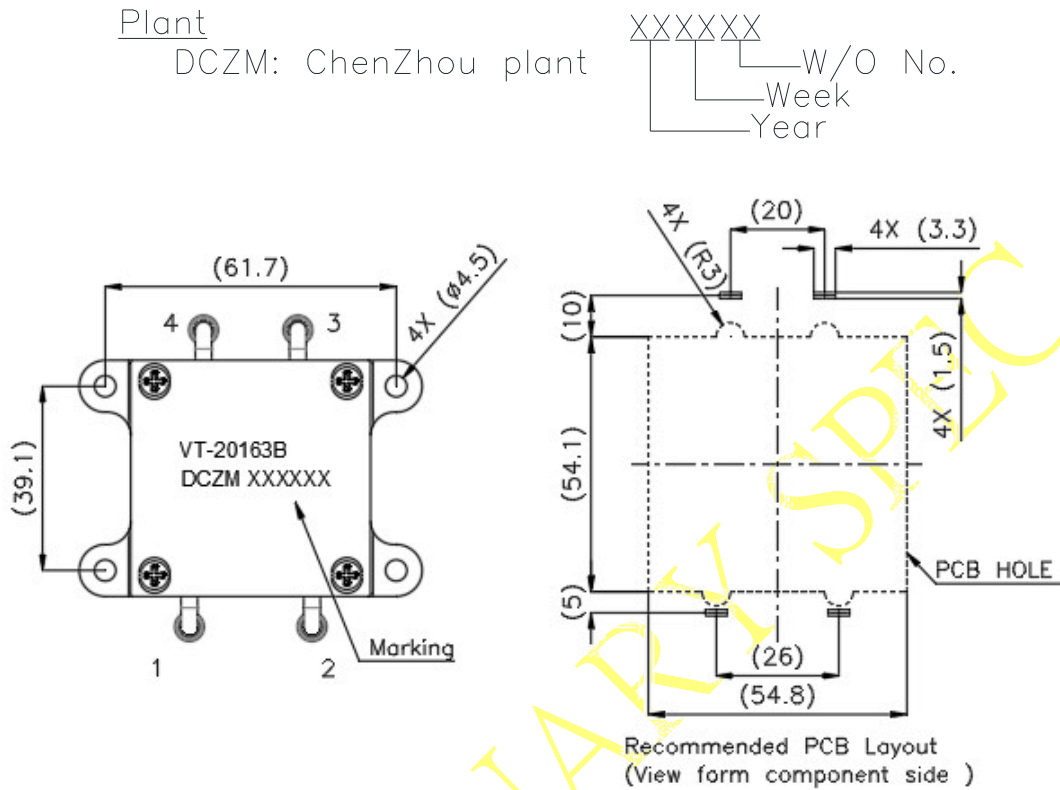 Plant
DCZM: ChenZhou plant
XXXXXX
W/O No.
Week
Year
(61.7)
4X (ø4.5)
4
3
(39.1)
VT-20163B
DCZM XXXXXX
Marking
1
2
4X (R3)
(20)
4X (3.3)
(10)
4X (1.5)
(54.1)
PCB HOLE
(5)
(26)
(54.8)
Recommended PCB Layout
(View form component side )
ARY SPEC